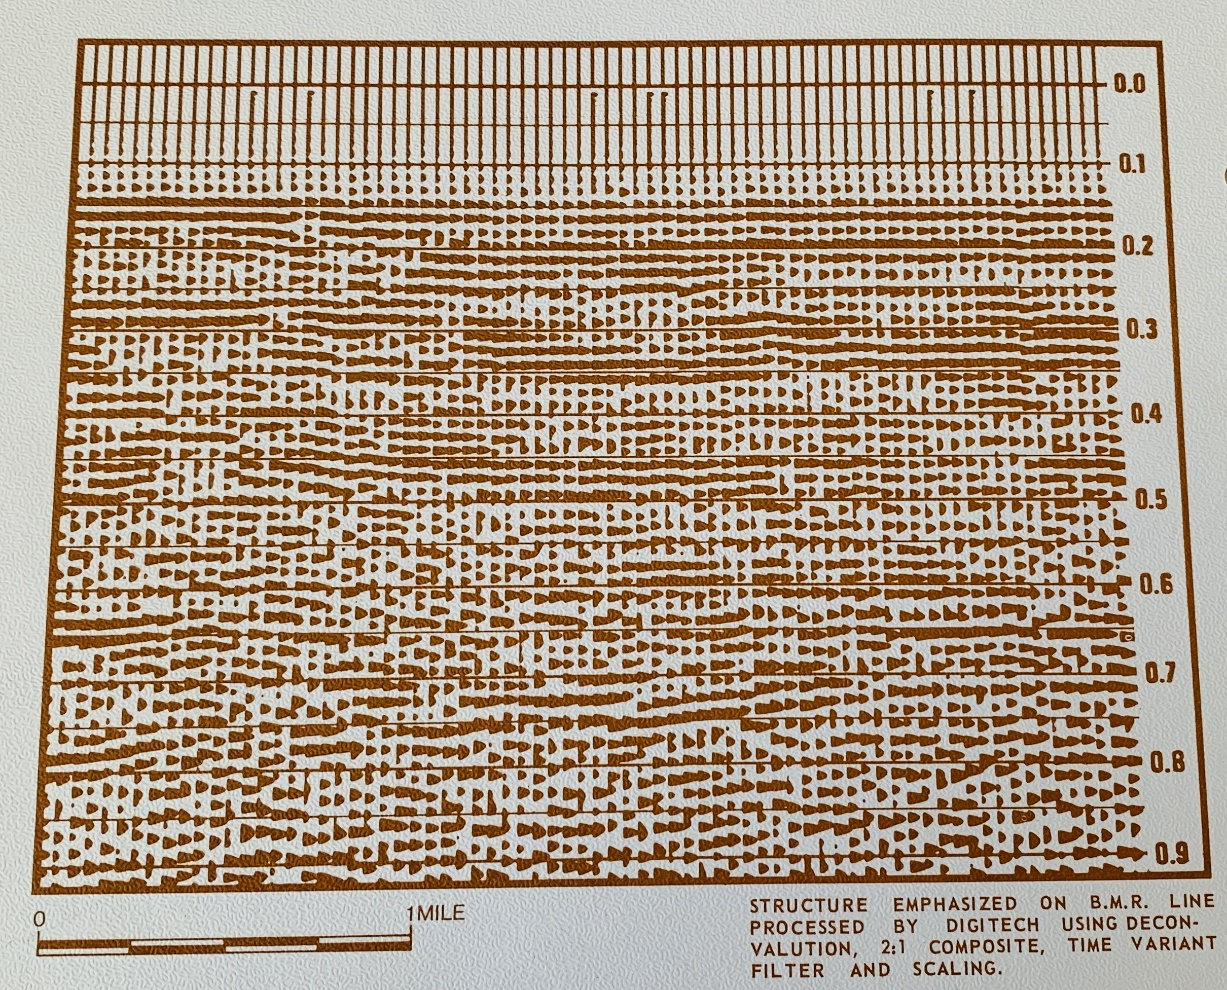 0.0
0.1
0.2
0.3
0.4
0.5
0.6
0.7
0.8
0.9
0 1 MILE
STRUCTURE EMPHASIZED ON B.M.R. LINE
PROCESSED BY DIGITECH USING DECON-
VALUTION, 2:1 COMPOSITE, TIME VARIANT
FILTER AND SCALING.